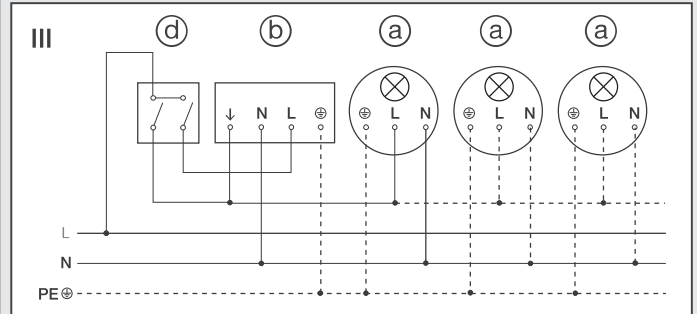 III
d b a a a
↓ N L ⏚ ⏚ L N ⏚ L N ⏚ L N
L
N
PE ⏚